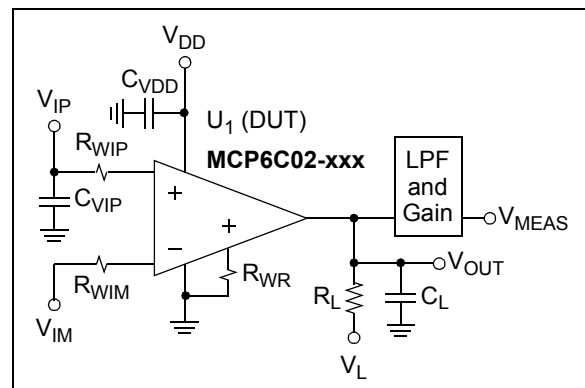 V_DD
C_VDD
V_IP
U_1 (DUT)
MCP6C02-xxx
R_WIP
LPF
and
Gain
+
C_VIP
+
V_MEAS
−
V_OUT
R_WIM
R_WR
R_L
C_L
V_IM
V_L